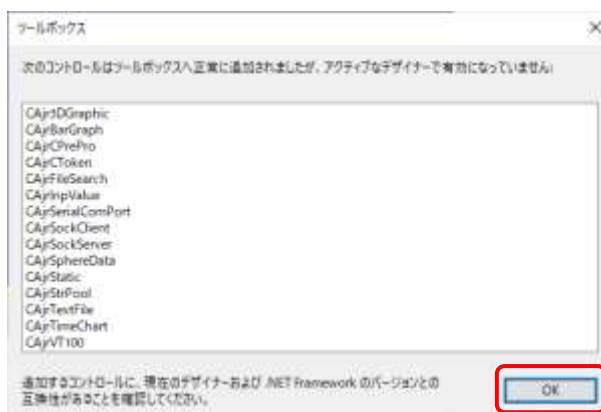 ツールボックス
次のコントロールはツールボックスへ正常に追加されましたが、アクティブなデザイナーで有効になっていません:
CAjr3DGraphic
CAjrBarGraph
CAjrCPrePro
CAjrCToken
CAjrFileSearch
CAjrInpValue
CAjrSerialComPort
CAjrSockClient
CAjrSockServer
CAjrSphereData
CAjrStatic
CAjrStrPool
CAjrTextFile
CAjrTimeChart
CAjrVT100
追加するコントロールに、現在のデザイナーおよび .NET Framework のバージョンとの
互換性があることを確認してください。
OK